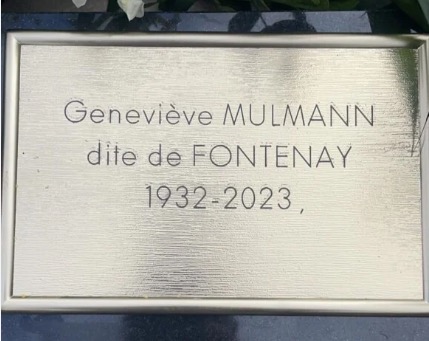 Geneviève MULMANN
dite de FONTENAY
1932-2023,